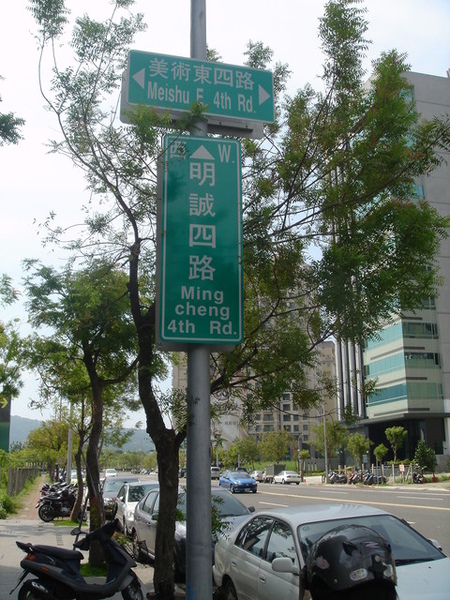 美術東四路
Meishu E. 4th Rd.
西 W.
明誠四路
Ming
cheng
4th Rd.